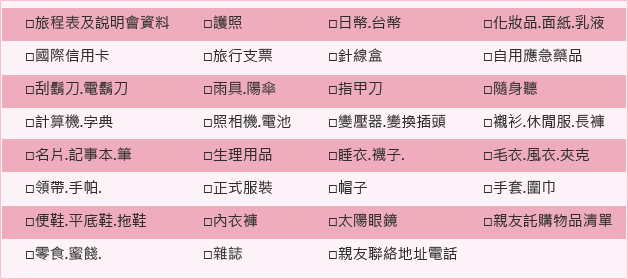 □旅程表及說明會資料 □護照 □日幣.台幣 □化妝品.面紙.乳液
□國際信用卡 □旅行支票 □針線盒 □自用應急藥品
□刮鬍刀.電鬍刀 □雨具.陽傘 □指甲刀 □隨身聽
□計算機.字典 □照相機.電池 □變壓器.變換插頭 □襯衫.休閒服.長褲
□名片.記事本.筆 □生理用品 □睡衣.襪子. □毛衣.風衣.夾克
□領帶.手帕. □正式服裝 □帽子 □手套.圍巾
□便鞋.平底鞋.拖鞋 □內衣褲 □太陽眼鏡 □親友託購物品清單
□零食.蜜餞. □雜誌 □親友聯絡地址電話